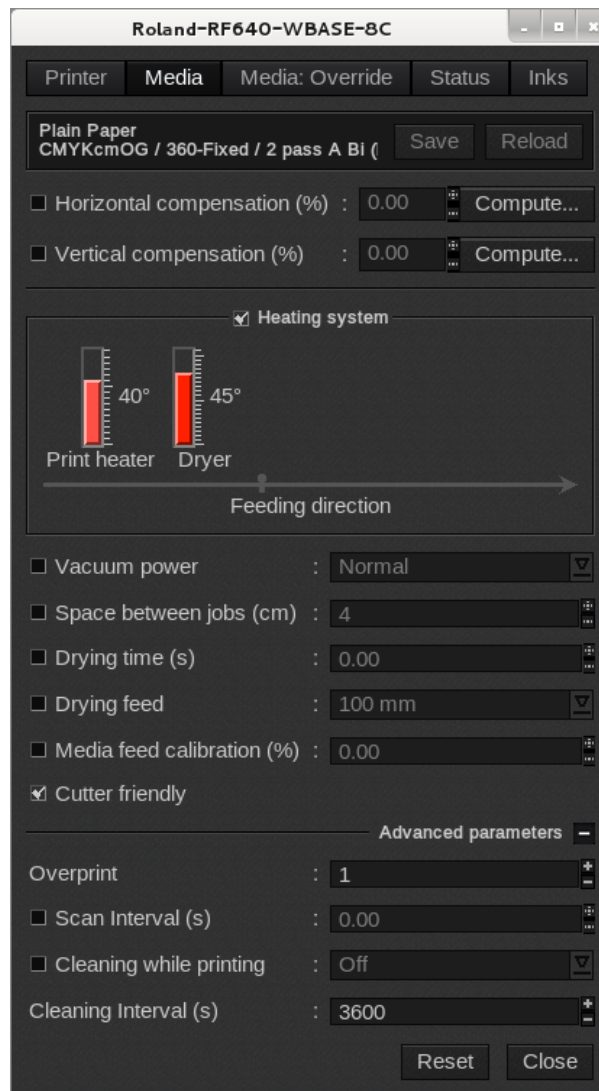 Roland-RF640-WBASE-8C
Printer Media Media: Override Status Inks
Plain Paper
CMYKcmOG / 360-Fixed / 2 pass A Bi (
Save Reload
Horizontal compensation (%) : 0.00 Compute...
Vertical compensation (%) : 0.00 Compute...
Heating system
40° 45°
Print heater Dryer
Feeding direction
Vacuum power : Normal
Space between jobs (cm) : 4
Drying time (s) : 0.00
Drying feed : 100 mm
Media feed calibration (%) : 0.00
Cutter friendly
Advanced parameters
Overprint : 1
Scan Interval (s) : 0.00
Cleaning while printing : Off
Cleaning Interval (s) : 3600
Reset Close